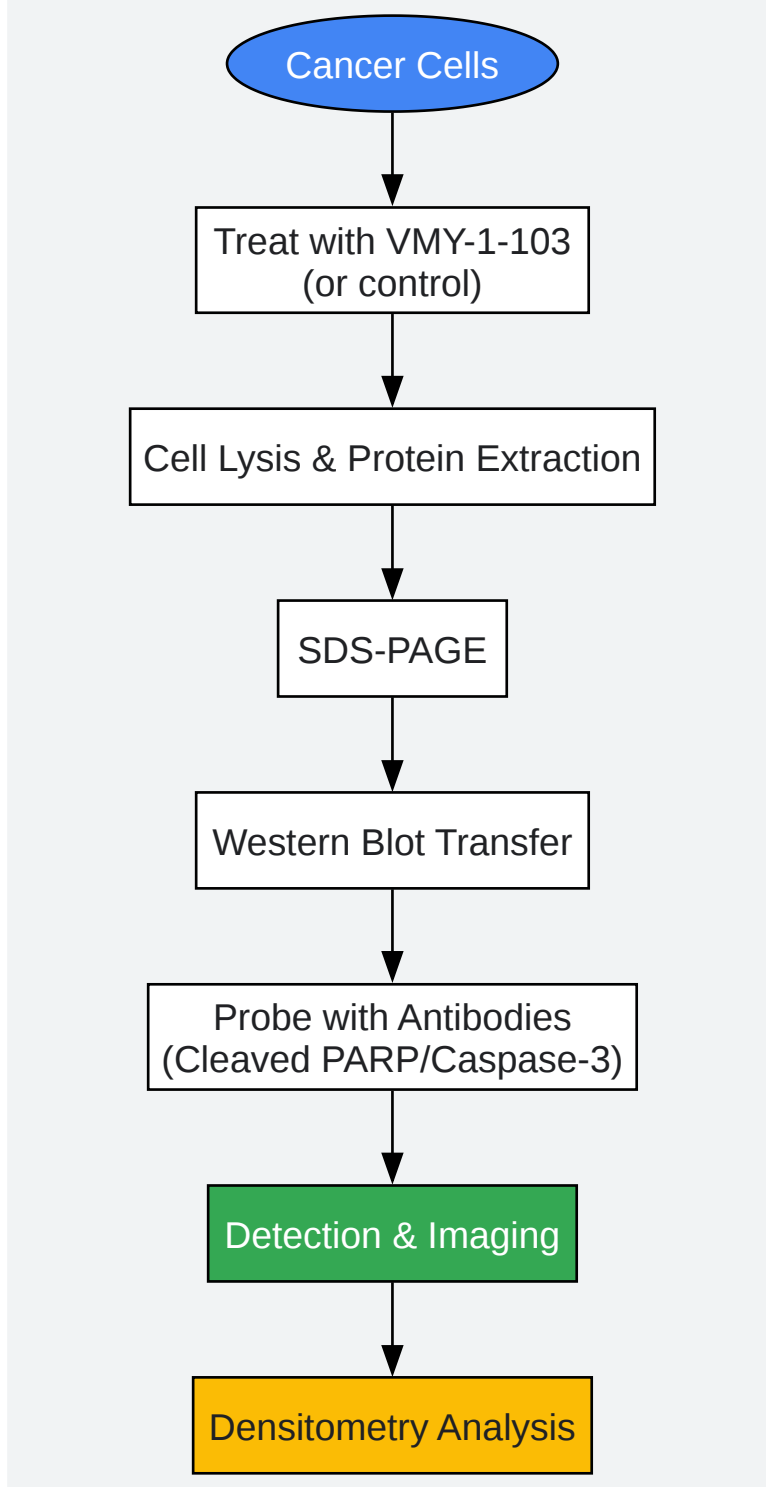 Cancer Cells
Treat with VMY-1-103
(or control)
Cell Lysis & Protein Extraction
SDS-PAGE
Western Blot Transfer
Probe with Antibodies
(Cleaved PARP/Caspase-3)
Detection & Imaging
Densitometry Analysis